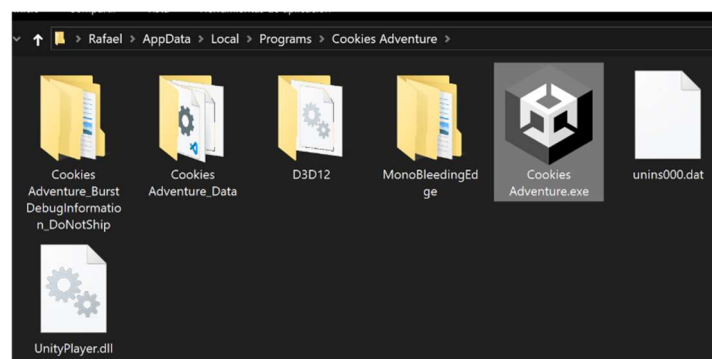 Rafael > AppData > Local > Programs > Cookies Adventure >
Cookies
Adventure_Burst
DebugInformatio
n_DoNotShip
Cookies
Adventure_Data
D3D12
MonoBleedingEd
ge
Cookies
Adventure.exe
unins000.dat
UnityPlayer.dll